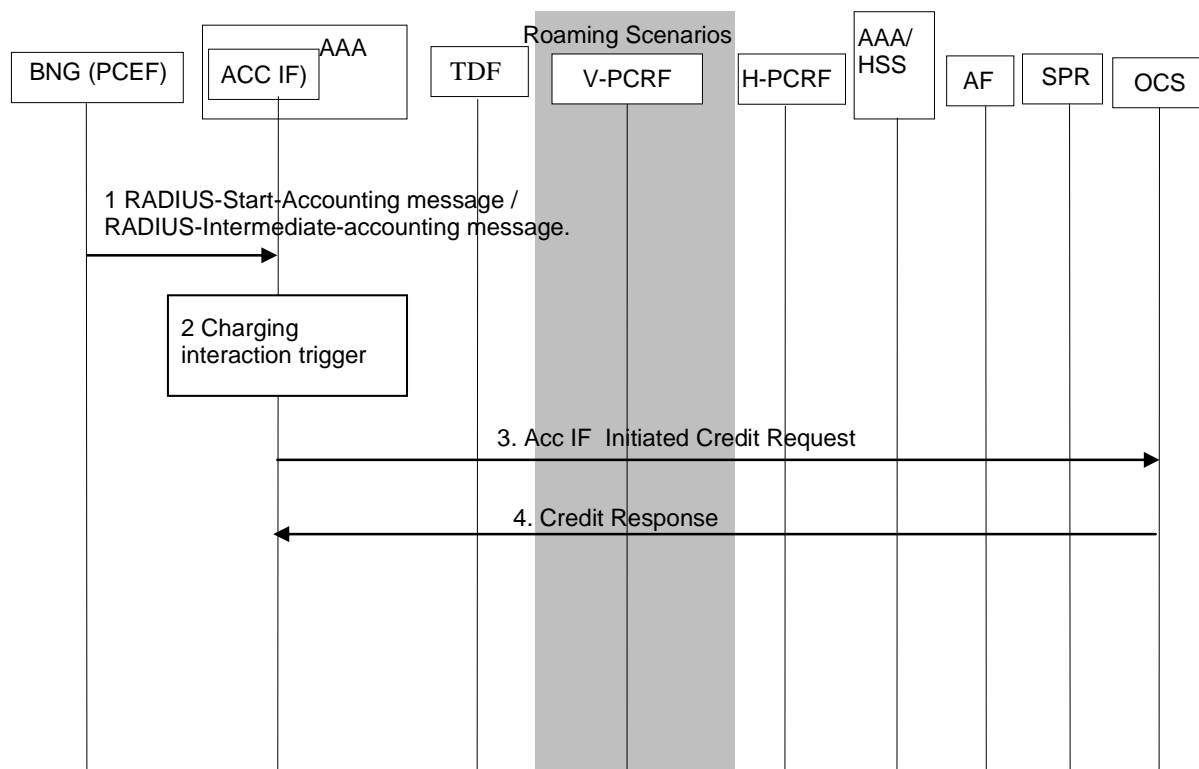 Roaming Scenarios
BNG (PCEF)
AAA
ACC IF)
TDF
V-PCRF
H-PCRF
AAA/
HSS
AF
SPR
OCS
1 RADIUS-Start-Accounting message /
RADIUS-Intermediate-accounting message.
2 Charging
interaction trigger
3. Acc IF  Initiated Credit Request
4. Credit Response